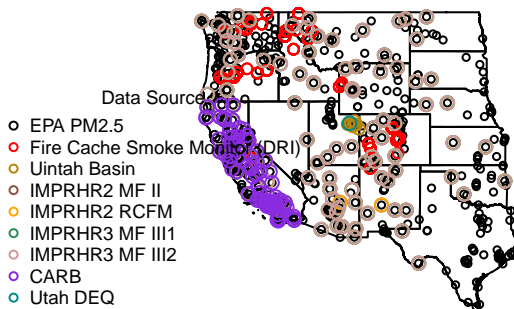 Data Source
EPA PM2.5
Fire Cache Smoke Monitor (DRI)
Uintah Basin
IMPRHR2 MF II
IMPRHR2 RCFM
IMPRHR3 MF III1
IMPRHR3 MF III2
CARB
Utah DEQ